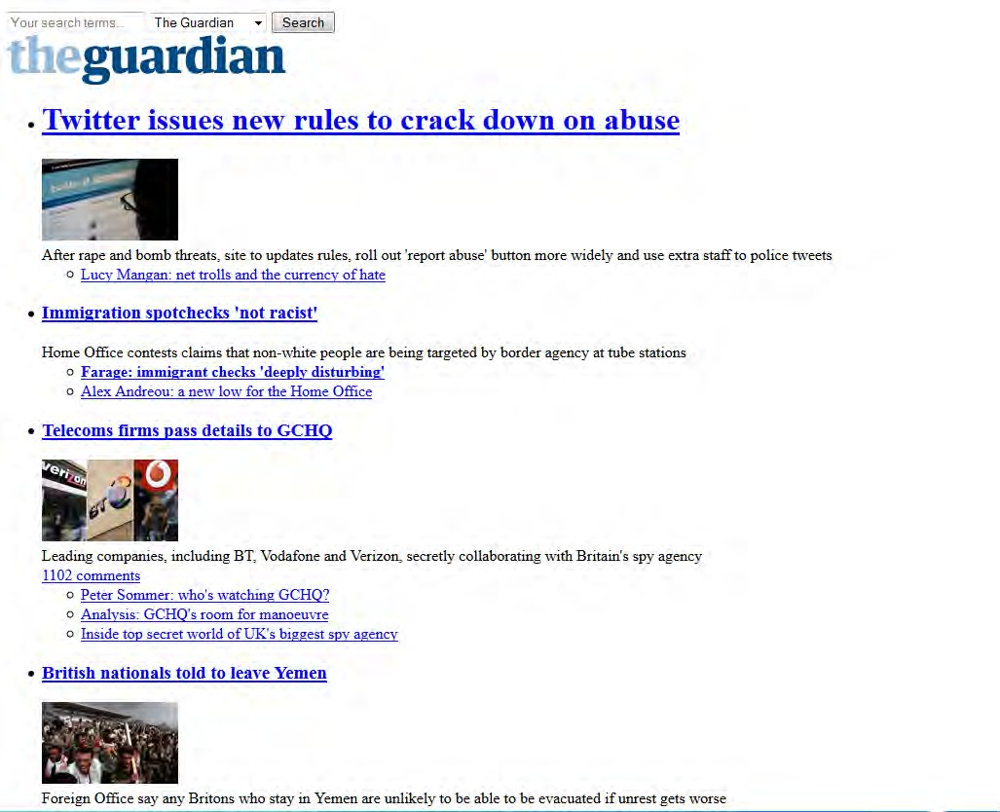 Your search terms...
The Guardian
Search
theguardian
Twitter issues new rules to crack down on abuse
After rape and bomb threats, site to updates rules, roll out 'report abuse' button more widely and use extra staff to police tweets
Lucy Mangan: net trolls and the currency of hate
Immigration spotchecks 'not racist'
Home Office contests claims that non-white people are being targeted by border agency at tube stations
Farage: immigrant checks 'deeply disturbing'
Alex Andreou: a new low for the Home Office
Telecoms firms pass details to GCHQ
verizon
BT
Leading companies, including BT, Vodafone and Verizon, secretly collaborating with Britain's spy agency
1102 comments
Peter Sommer: who's watching GCHQ?
Analysis: GCHQ's room for manoeuvre
Inside top secret world of UK's biggest spy agency
British nationals told to leave Yemen
Foreign Office say any Britons who stay in Yemen are unlikely to be able to be evacuated if unrest gets worse